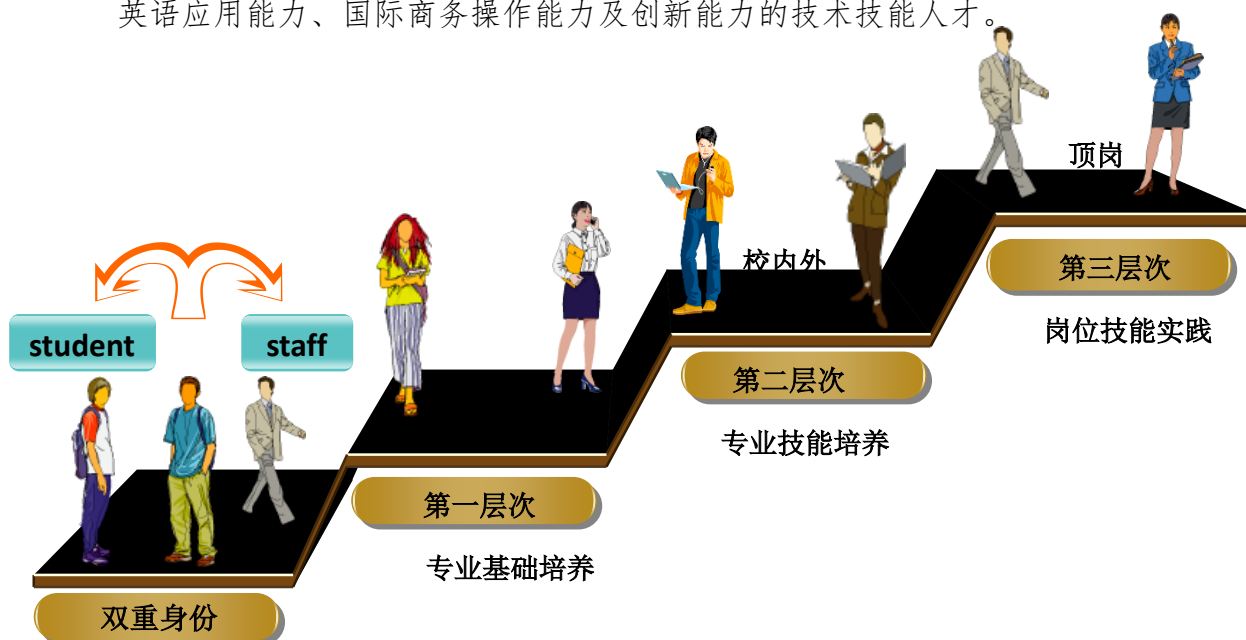 英语应用能力、国际商务操作能力及创新能力的技术技能人才。
顶岗
校内外
第三层次
岗位技能实践
student
staff
第二层次
专业技能培养
第一层次
专业基础培养
双重身份